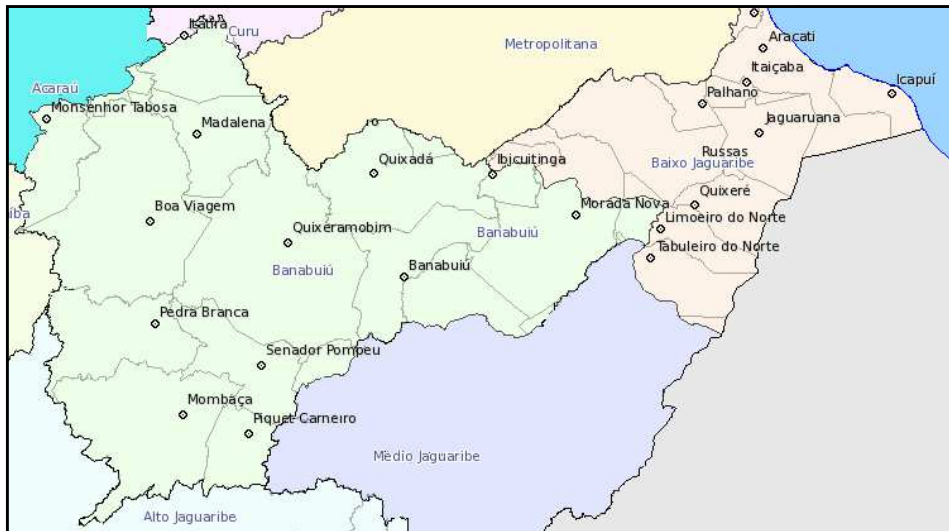 Itatira
Curu
Aracati
Metropolitana
Itaiçaba
Icapuí
Acaraú
Palhano
Monsenhor Tabosa
Jaguaruana
Madalena
Russas
Quixadá
Ibicuitinga
Baixo Jaguaribe
Quixeré
íba
Boa Viagem
Morada Nova
Limoeiro do Norte
Quixeramobim
Banabuiú
Tabuleiro do Norte
Banabuiú
Banabuiú
Pedra Branca
Senador Pompeu
Mombaça
Piquet Carneiro
Médio Jaguaribe
Alto Jaguaribe